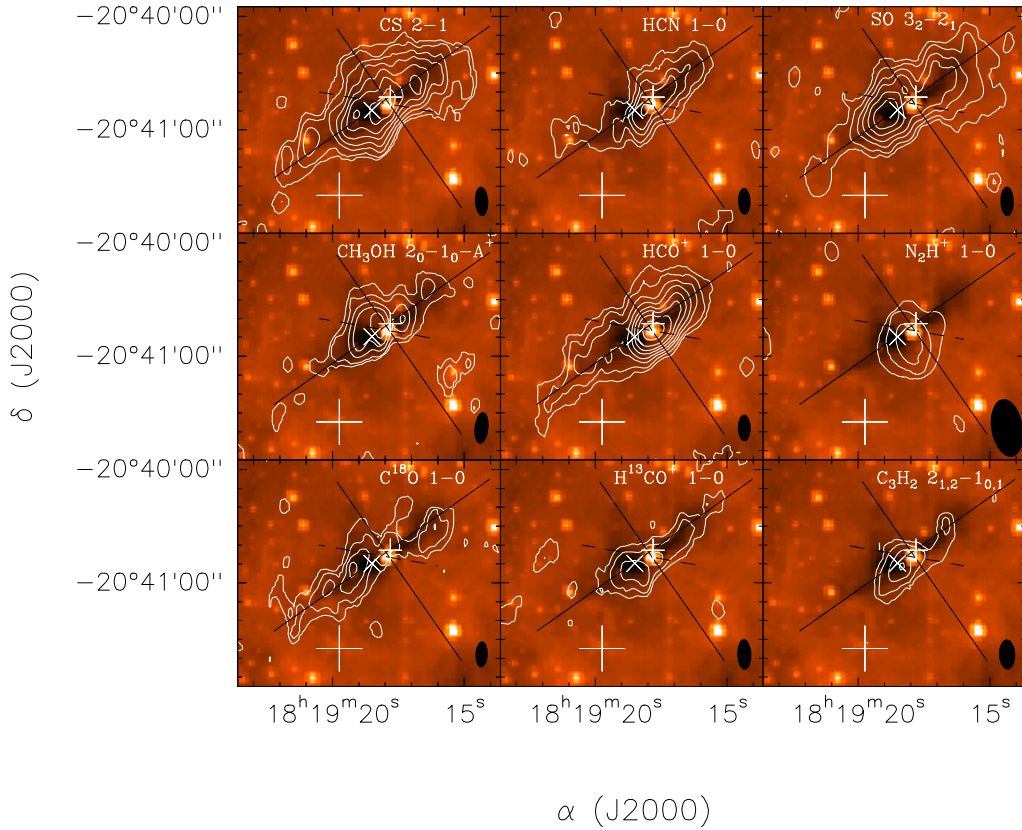 −20°40'00"
CS 2−1
HCN 1−0
SO 3₂−2₁
−20°41'00"
−20°40'00"
CH₃OH 2₀−1₀−A⁺
HCO⁺ 1−0
N₂H⁺ 1−0
−20°41'00"
δ (J2000)
−20°40'00"
C¹⁸O 1−0
H¹³CO⁺ 1−0
C₃H₂ 2₁,₂−1₀,₁
−20°41'00"
18ʰ19ᵐ20ˢ 15ˢ 18ʰ19ᵐ20ˢ 15ˢ 18ʰ19ᵐ20ˢ 15ˢ
α (J2000)